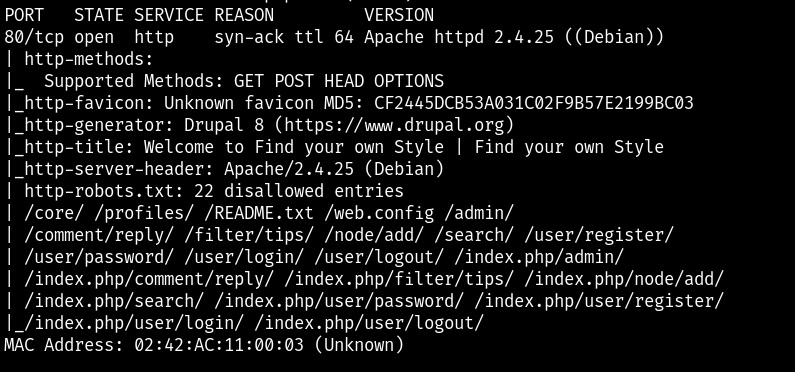 PORT   STATE SERVICE REASON         VERSION
80/tcp open  http    syn-ack ttl 64 Apache httpd 2.4.25 ((Debian))
| http-methods:
|_  Supported Methods: GET POST HEAD OPTIONS
|_http-favicon: Unknown favicon MD5: CF2445DCB53A031C02F9B57E2199BC03
|_http-generator: Drupal 8 (https://www.drupal.org)
|_http-title: Welcome to Find your own Style | Find your own Style
|_http-server-header: Apache/2.4.25 (Debian)
| http-robots.txt: 22 disallowed entries
| /core/ /profiles/ /README.txt /web.config /admin/
| /comment/reply/ /filter/tips/ /node/add/ /search/ /user/register/
| /user/password/ /user/login/ /user/logout/ /index.php/admin/
| /index.php/comment/reply/ /index.php/filter/tips/ /index.php/node/add/
| /index.php/search/ /index.php/user/password/ /index.php/user/register/
|_/index.php/user/login/ /index.php/user/logout/
MAC Address: 02:42:AC:11:00:03 (Unknown)